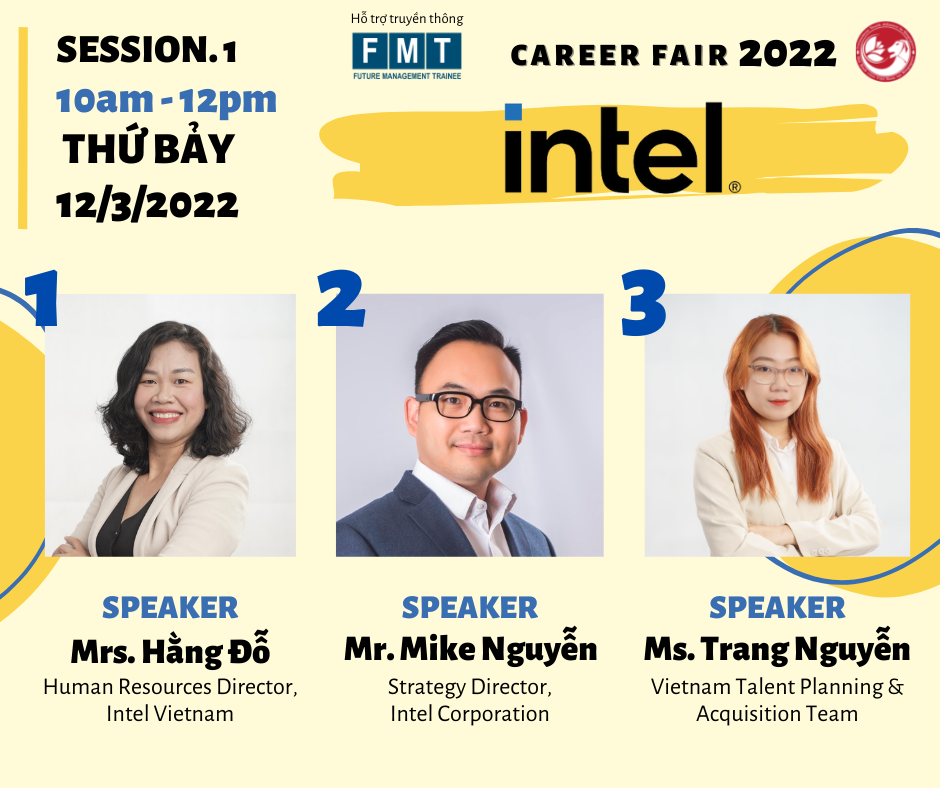 SESSION. 1
10am - 12pm
THỨ BẢY
12/3/2022
Hỗ trợ truyền thông
FMT
FUTURE MANAGEMENT TRAINEE
CAREER FAIR 2022
intel®
1
2
3
SPEAKER
Mrs. Hằng Đỗ
Human Resources Director,
Intel Vietnam
SPEAKER
Mr. Mike Nguyễn
Strategy Director,
Intel Corporation
SPEAKER
Ms. Trang Nguyễn
Vietnam Talent Planning &
Acquisition Team